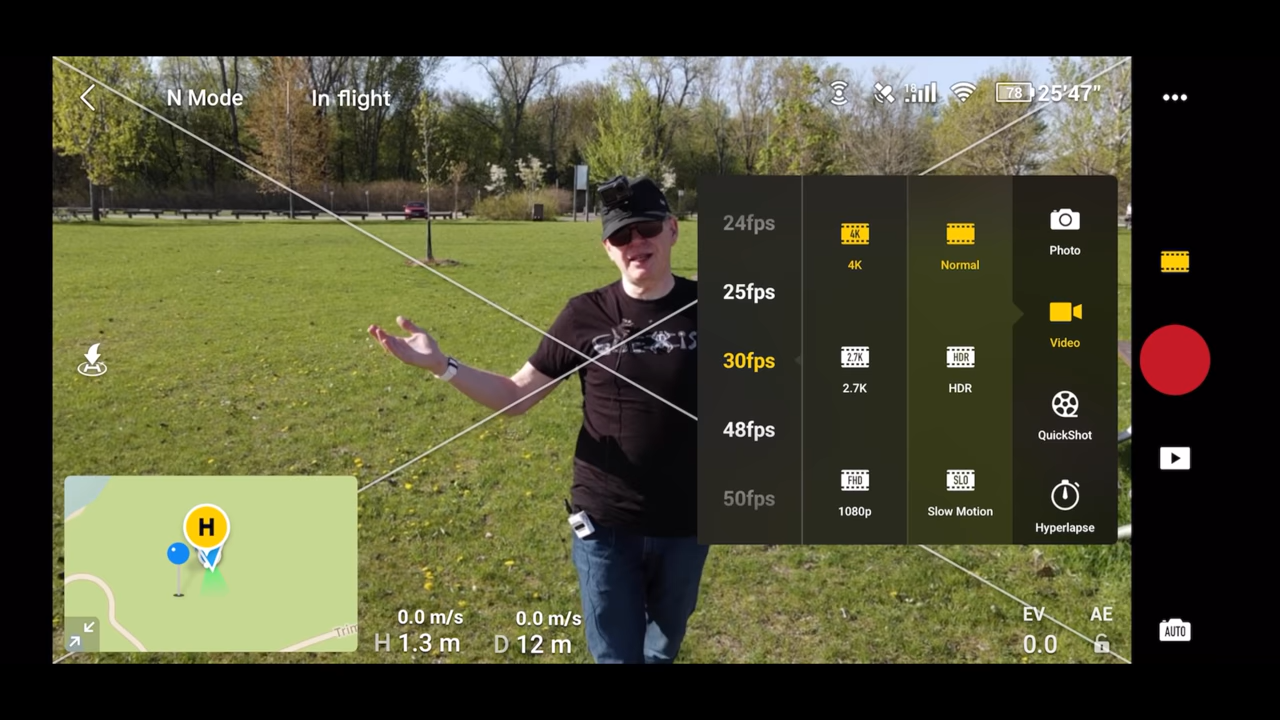 N Mode
In flight
18
78
25'47"
24fps
25fps
30fps
48fps
50fps
4K
4K
2.7K
2.7K
FHD
1080p
Normal
HDR
HDR
SLO
Slow Motion
Photo
Video
QuickShot
Hyperlapse
H
0.0 m/s
H 1.3 m
0.0 m/s
D 12 m
EV
0.0
AE
AUTO